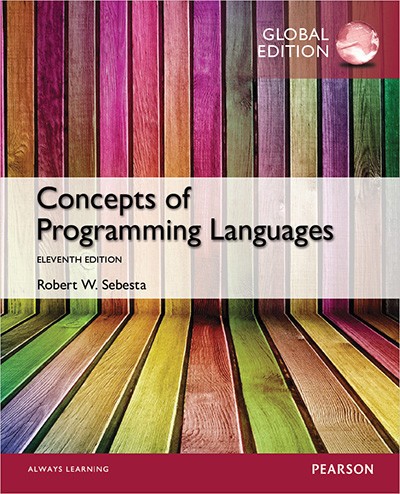 GLOBAL
EDITION
Concepts of
Programming Languages
ELEVENTH EDITION
Robert W. Sebesta
ALWAYS LEARNING
PEARSON